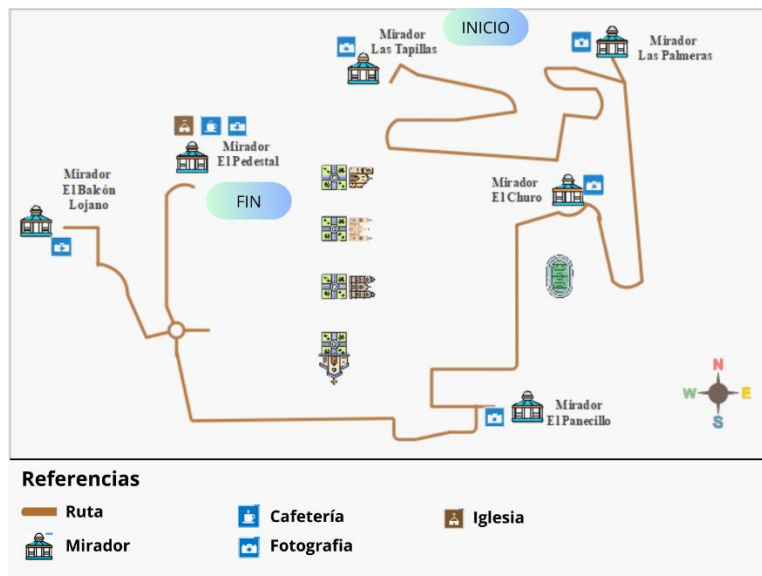 INICIO
Mirador
Las Tapillas
Mirador
Las Palmeras
Mirador
El Pedestal
Mirador
El Balcón
Lojano
FIN
Mirador
El Churo
N
W E
S
Mirador
El Panecillo
Referencias
Ruta
Mirador
Cafetería
Fotografia
Iglesia